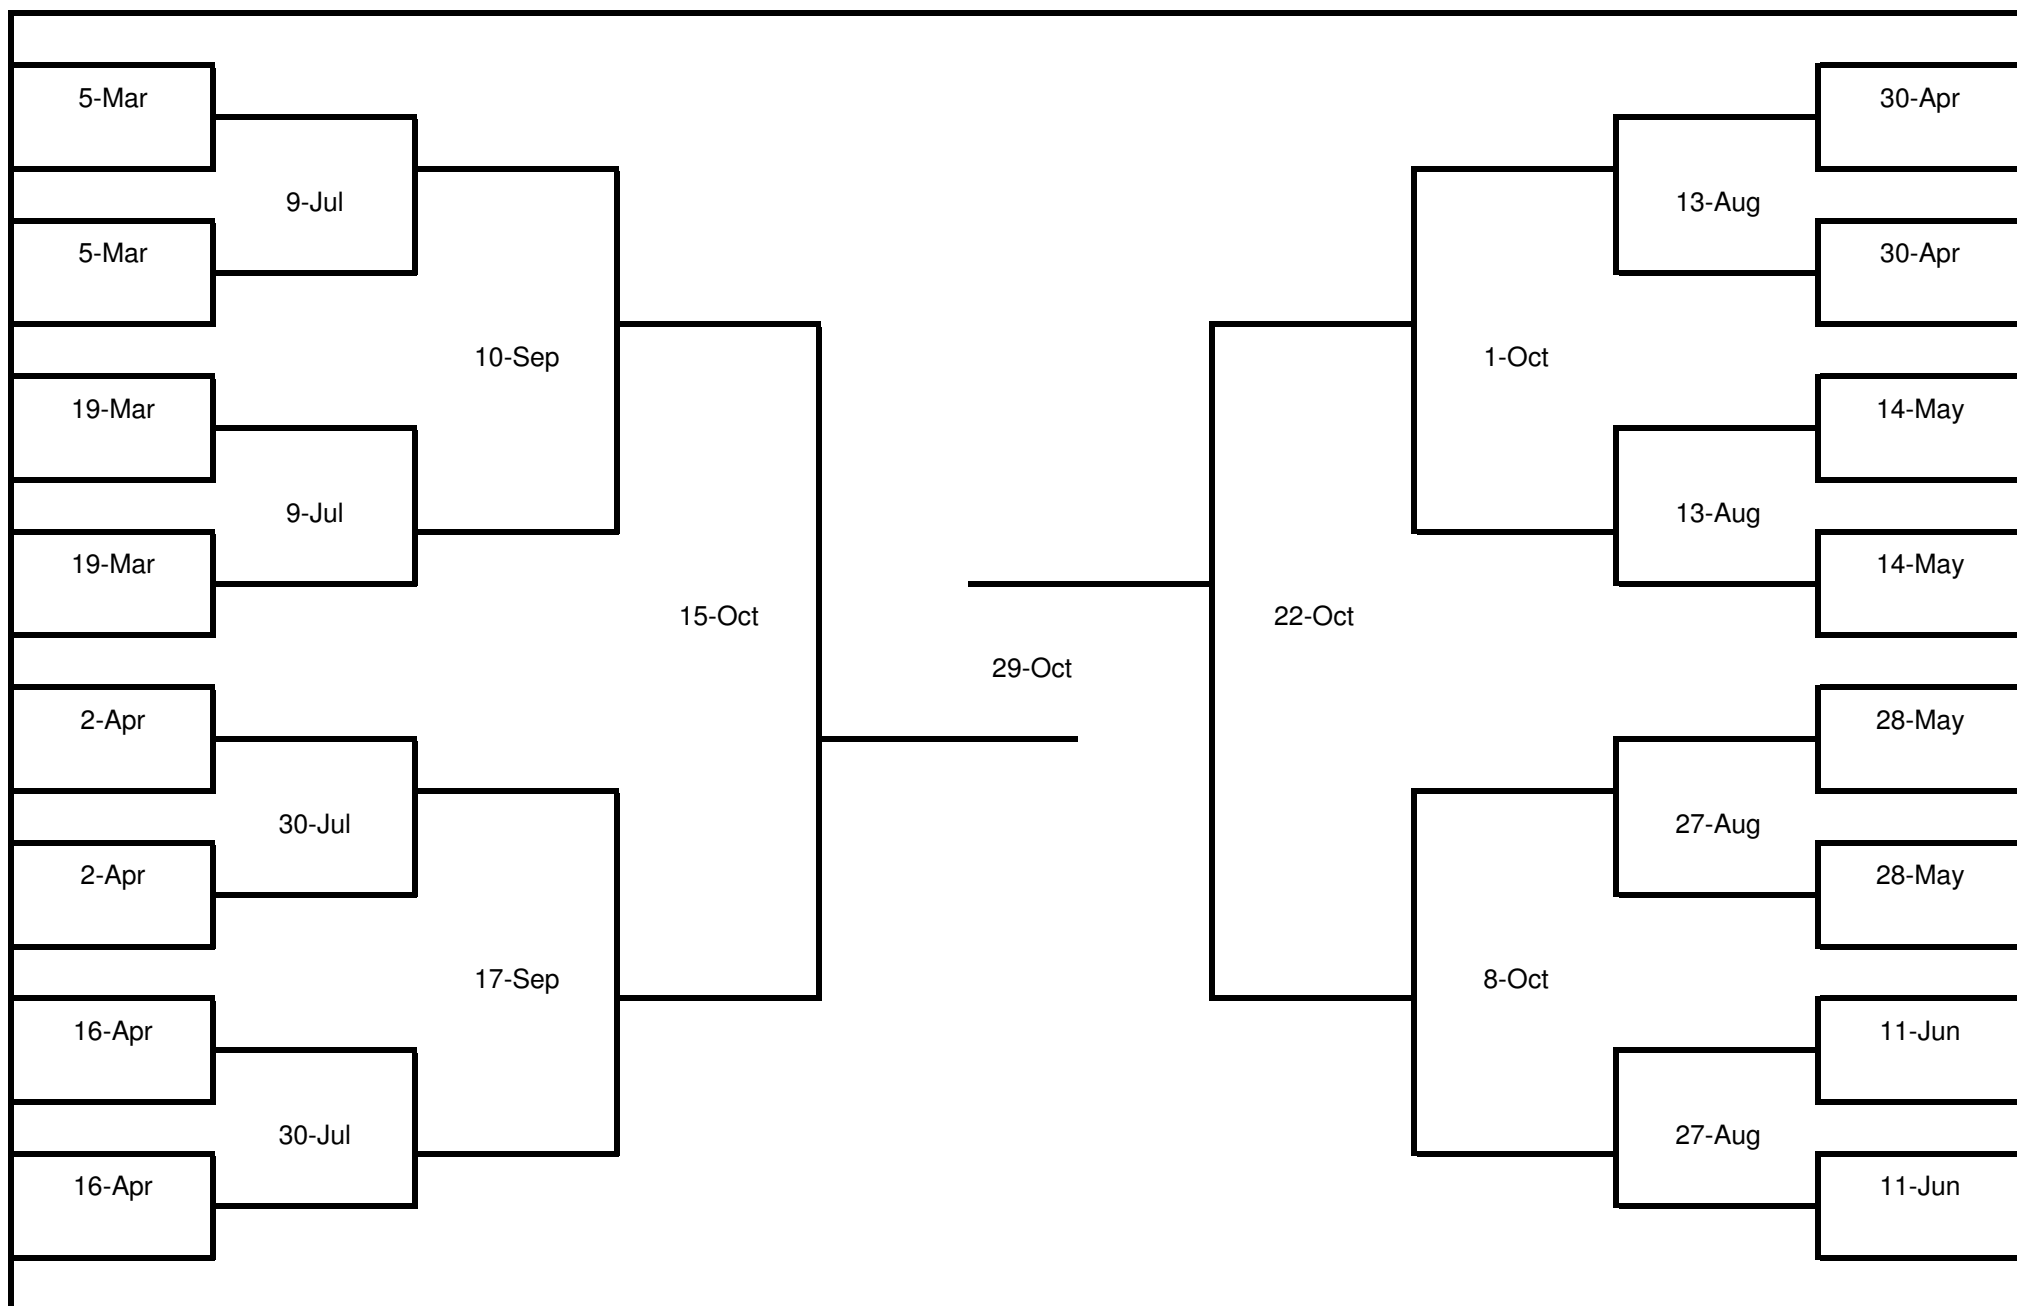 5-Mar 30-Apr
9-Jul 13-Aug
5-Mar 30-Apr
10-Sep 1-Oct
19-Mar 14-May
9-Jul 13-Aug
19-Mar 14-May
15-Oct 22-Oct
29-Oct
2-Apr 28-May
30-Jul 27-Aug
2-Apr 28-May
17-Sep 8-Oct
16-Apr 11-Jun
30-Jul 27-Aug
16-Apr 11-Jun